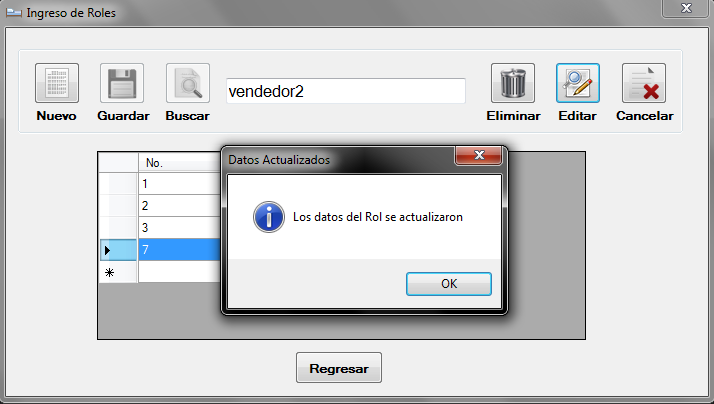 Ingreso de Roles
vendedor2
Nuevo Guardar Buscar Eliminar Editar Cancelar
No.
Datos Actualizados
1
2
Los datos del Rol se actualizaron
3
7
OK
Regresar